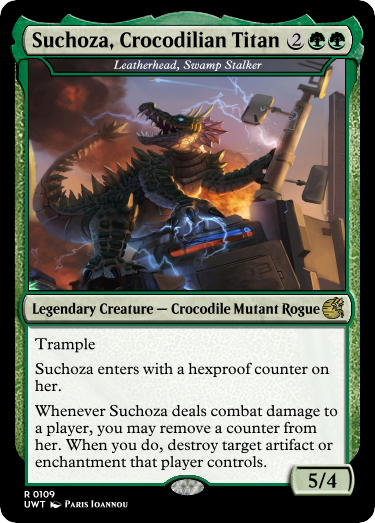 Suchoza, Crocodilian Titan 2
Leatherhead, Swamp Stalker
Legendary Creature — Crocodile Mutant Rogue
Trample
Suchoza enters with a hexproof counter on
her.
Whenever Suchoza deals combat damage to
a player, you may remove a counter from
her. When you do, destroy target artifact or
enchantment that player controls.
5/4
R 0109
UWT Paris Ioannou